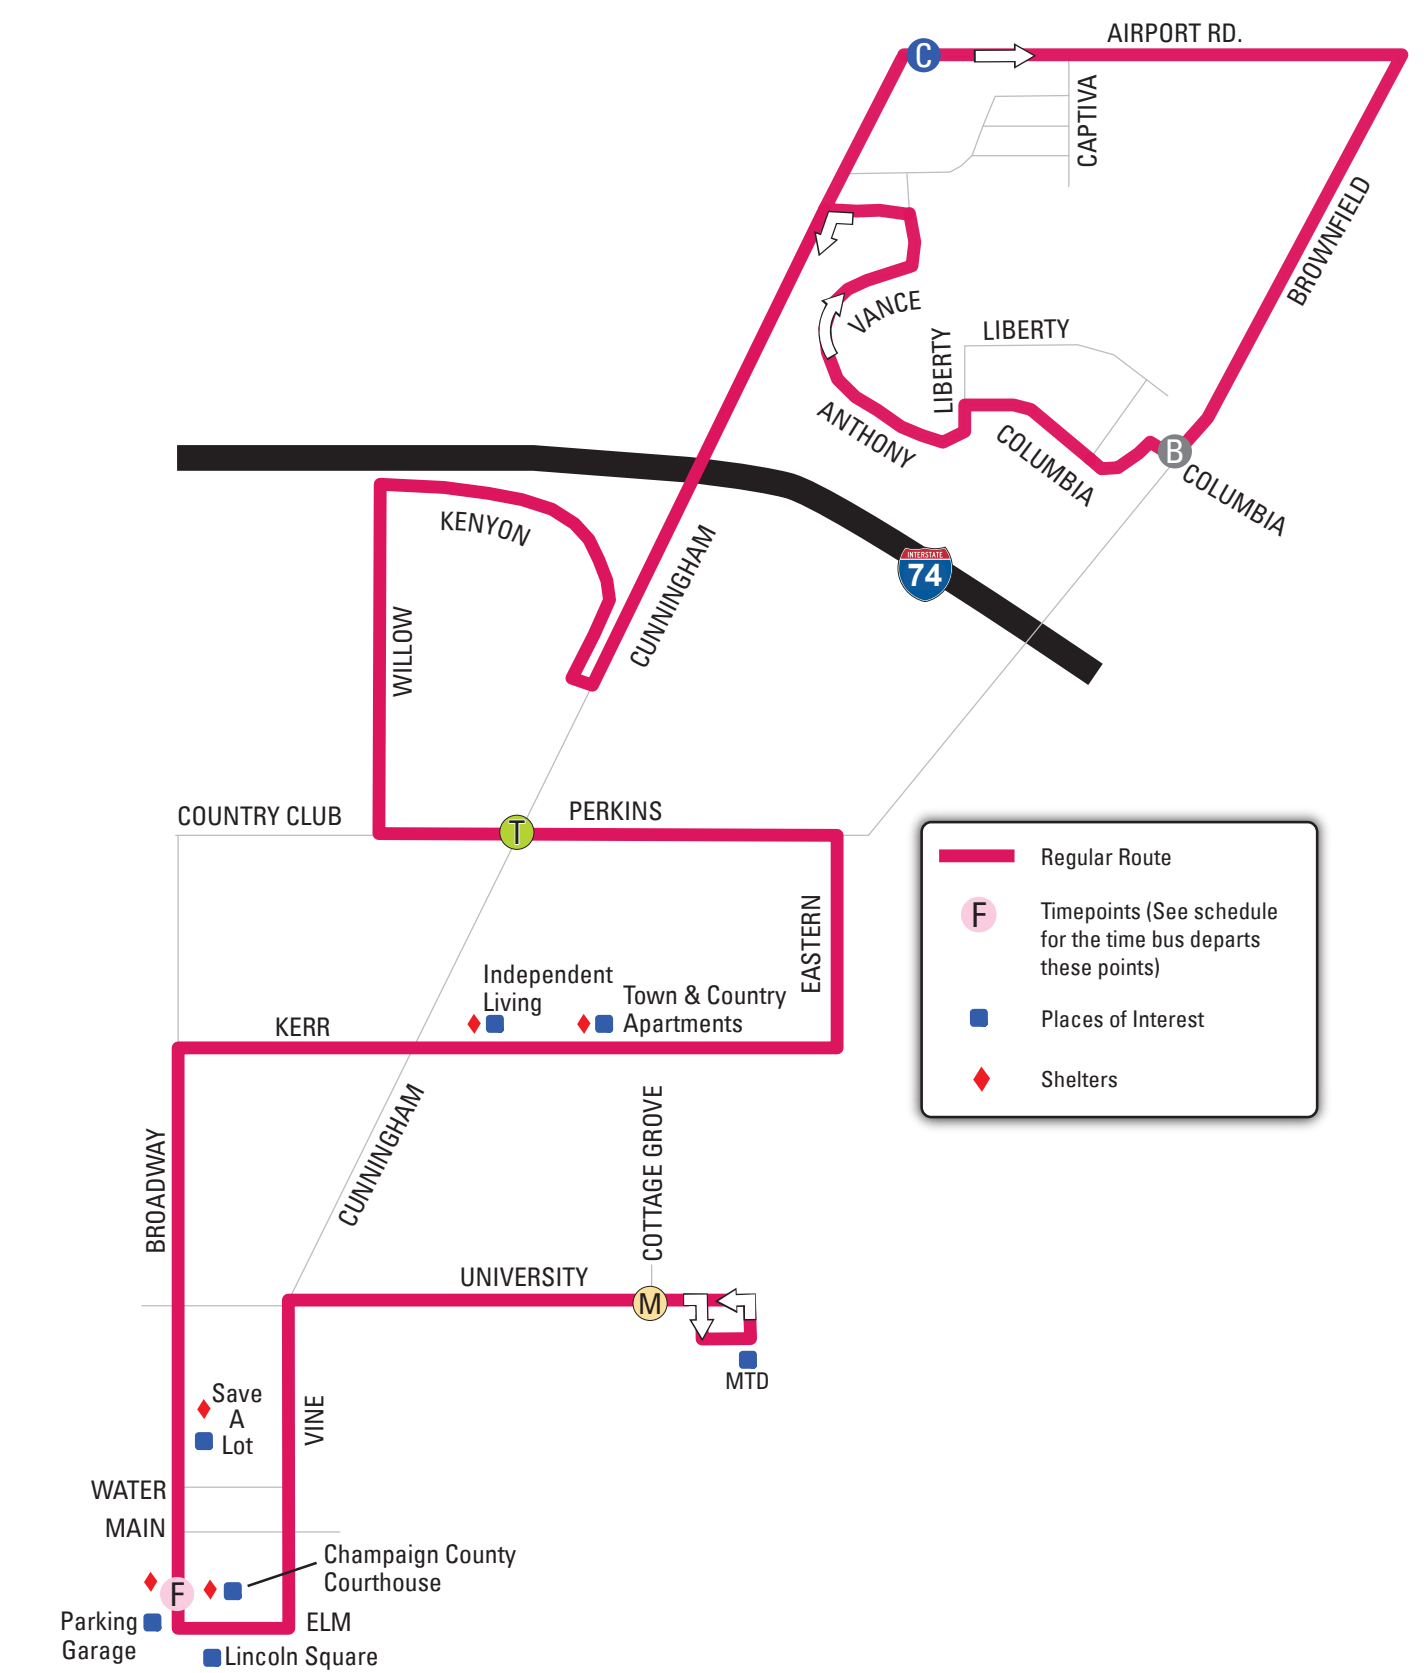 AIRPORT RD.
C
CAPTIVA
BROWNFIELD
VANCE
LIBERTY
LIBERTY
ANTHONY
COLUMBIA
B
COLUMBIA
KENYON
CUNNINGHAM
INTERSTATE
74
WILLOW
COUNTRY CLUB
T
PERKINS
Regular Route
F
Timepoints (See schedule
for the time bus departs
these points)
Places of Interest
Shelters
EASTERN
Independent
Living
Town & Country
Apartments
KERR
BROADWAY
CUNNINGHAM
COTTAGE GROVE
UNIVERSITY
M
MTD
Save
A
Lot
VINE
WATER
MAIN
Champaign County
Courthouse
F
Parking
Garage
ELM
Lincoln Square